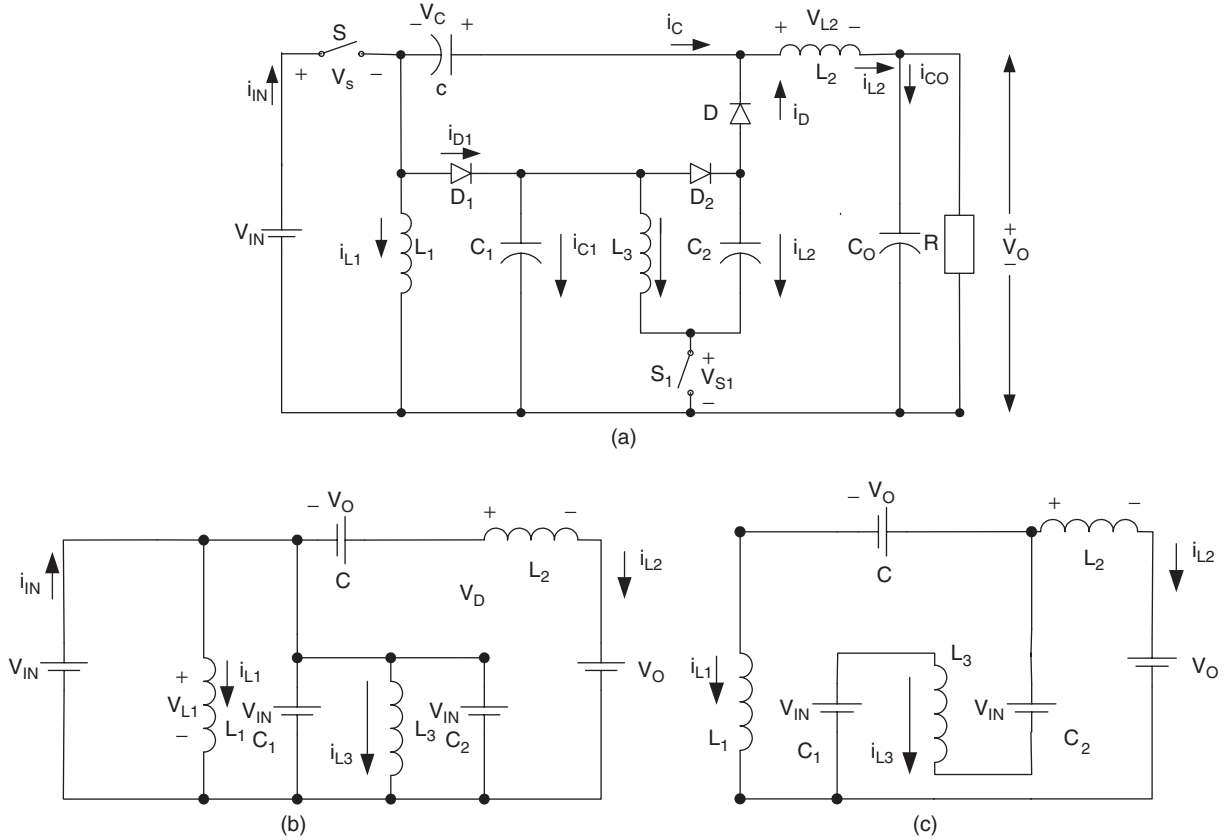 – V_C +
i_C
+ V_L2 –
S
+ V_s –
c
L_2
i_L2
i_CO
i_IN
D
i_D
i_D1
D_1
D_2
V_IN
i_L1
L_1
C_1
i_C1
L_3
C_2
i_L2
C_O
R
+
V_O
–
S_1
+
V_S1
–
(a)
– V_O
C
+ –
L_2
i_IN
i_L2
V_D
V_IN
+
V_L1
–
i_L1
L_1
V_IN
C_1
i_L3
L_3
V_IN
C_2
V_O
(b)
– V_O
C
+ –
L_2
i_L2
i_L1
L_1
V_IN
C_1
L_3
i_L3
V_IN
C_2
V_O
(c)